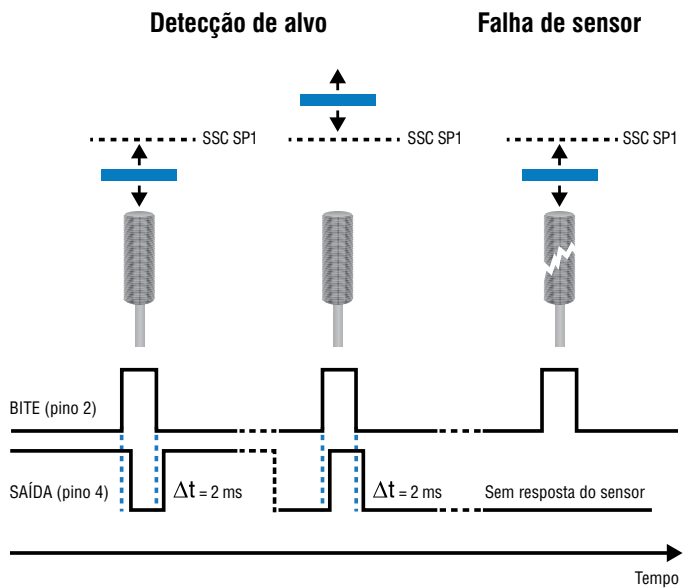 Detecção de alvo
Falha de sensor
SSC SP1
SSC SP1
SSC SP1
BITE (pino 2)
SAÍDA (pino 4)
Δt = 2 ms
Δt = 2 ms
Sem resposta do sensor
Tempo